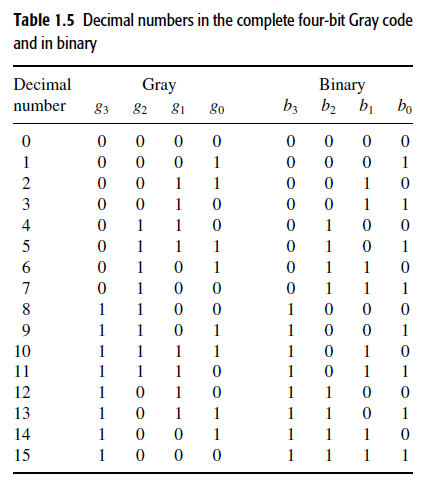 Table 1.5 Decimal numbers in the complete four-bit Gray code
and in binary
Decimal Gray Binary
number g3 g2 g1 g0 b3 b2 b1 b0
0 0 0 0 0 0 0 0 0
1 0 0 0 1 0 0 0 1
2 0 0 1 1 0 0 1 0
3 0 0 1 0 0 0 1 1
4 0 1 1 0 0 1 0 0
5 0 1 1 1 0 1 0 1
6 0 1 0 1 0 1 1 0
7 0 1 0 0 0 1 1 1
8 1 1 0 0 1 0 0 0
9 1 1 0 1 1 0 0 1
10 1 1 1 1 1 0 1 0
11 1 1 1 0 1 0 1 1
12 1 0 1 0 1 1 0 0
13 1 0 1 1 1 1 0 1
14 1 0 0 1 1 1 1 0
15 1 0 0 0 1 1 1 1